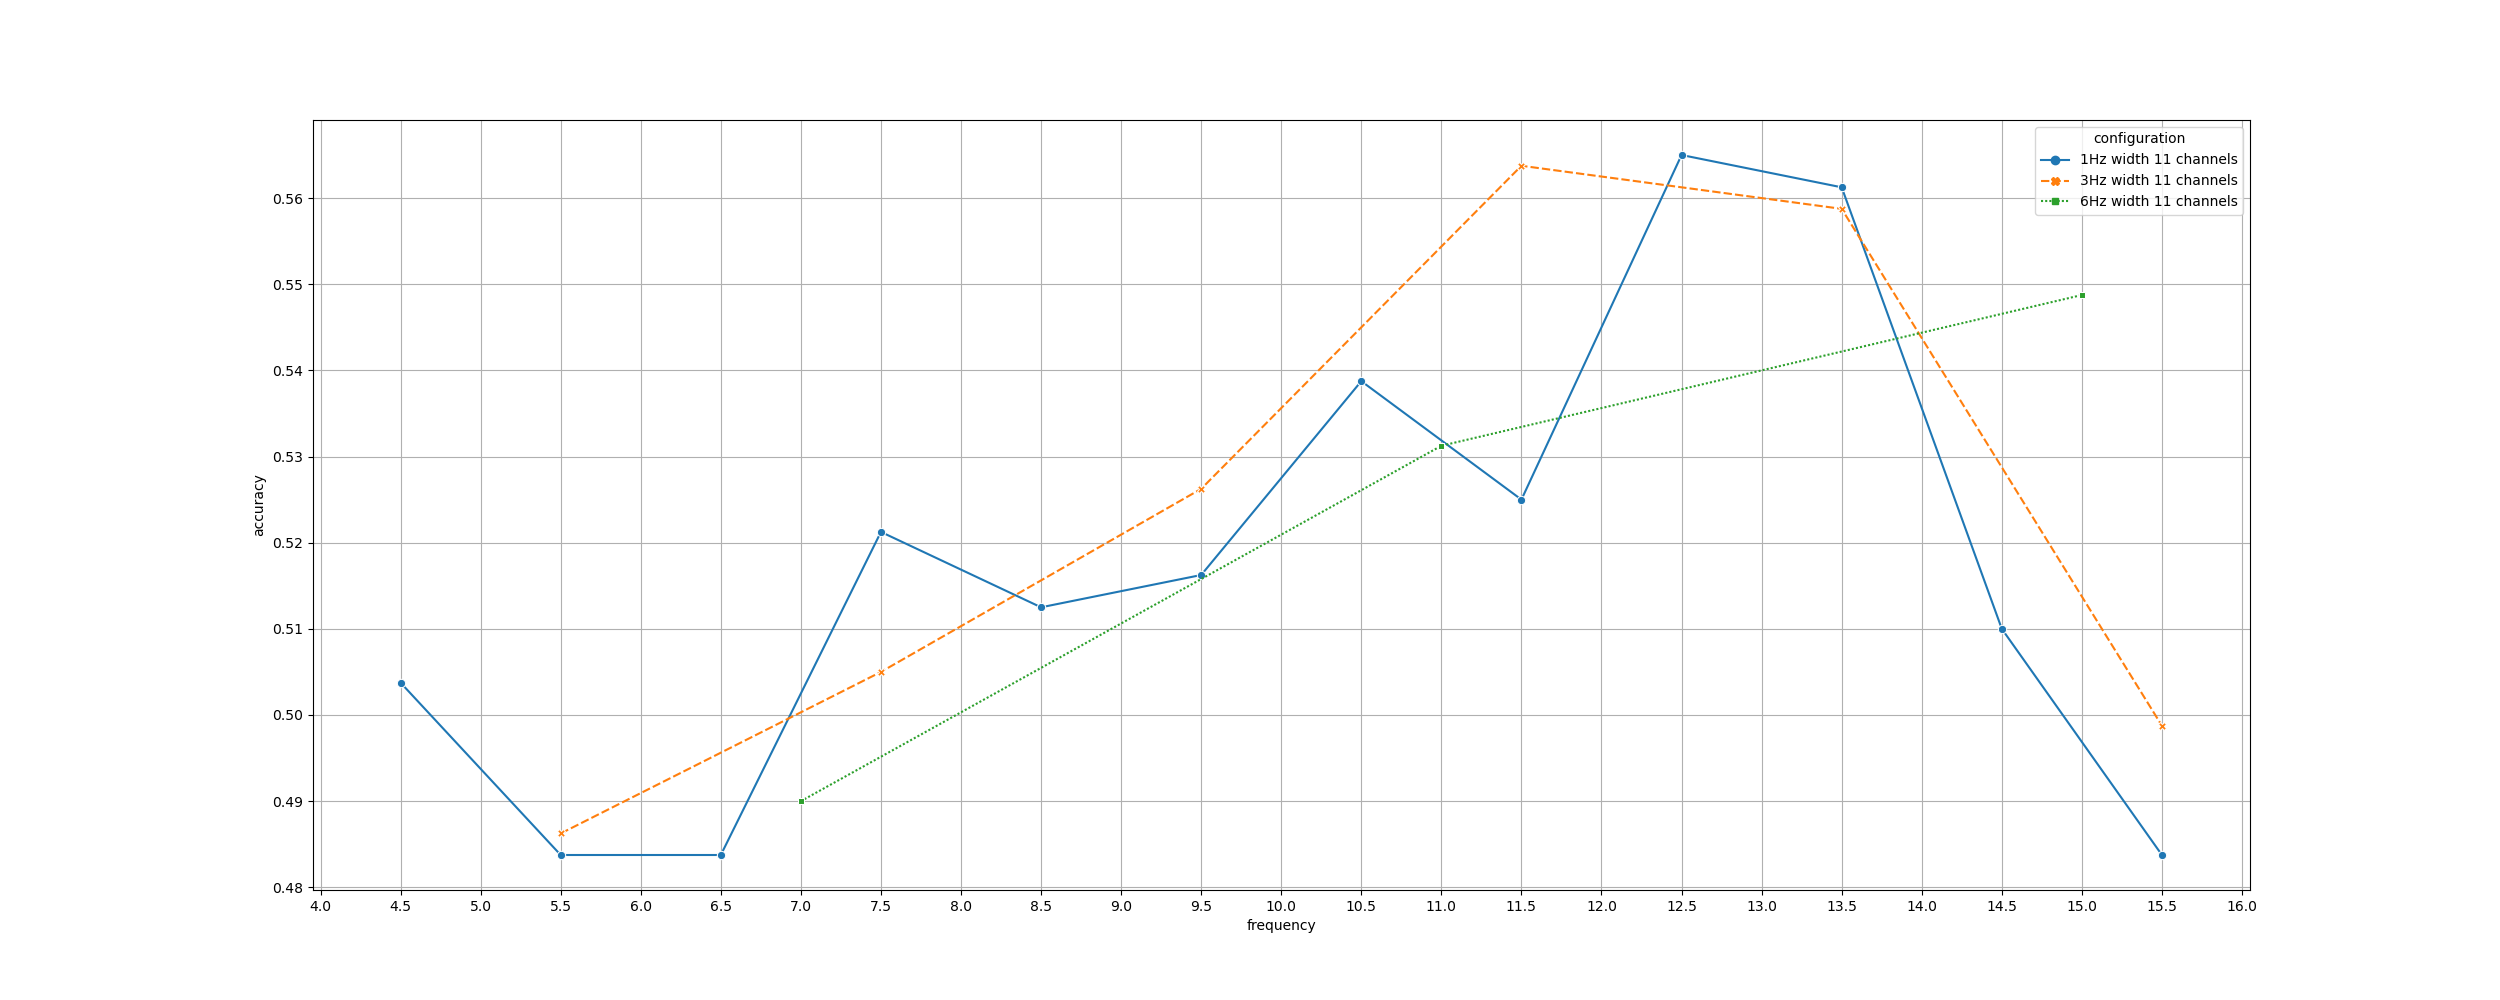 configuration
1Hz width 11 channels
3Hz width 11 channels
6Hz width 11 channels
0.56
0.55
0.54
0.53
0.52
0.51
0.50
0.49
0.48
accuracy
4.0 4.5 5.0 5.5 6.0 6.5 7.0 7.5 8.0 8.5 9.0 9.5 10.0 10.5 11.0 11.5 12.0 12.5 13.0 13.5 14.0 14.5 15.0 15.5 16.0
frequency